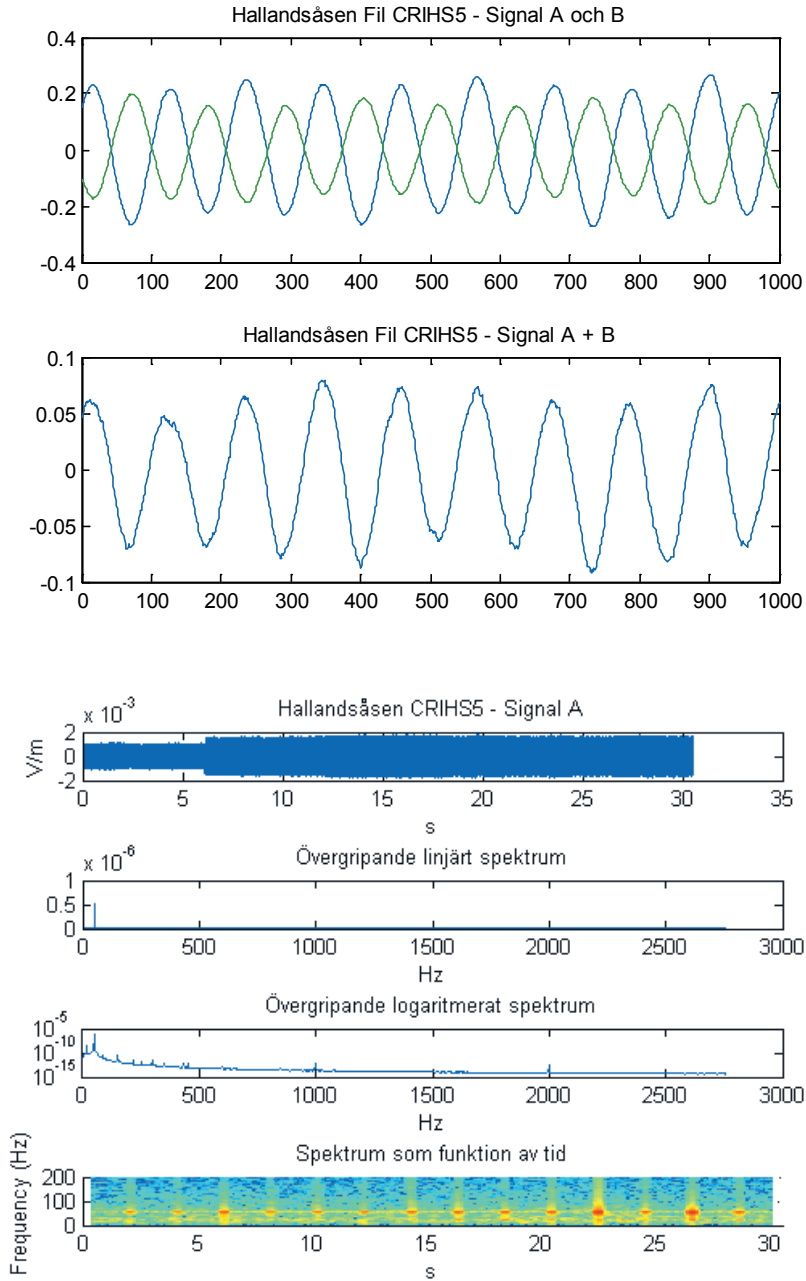 Hallandsåsen Fil CRIHS5 - Signal A och B
0.4
0.2
0
-0.2
-0.4
0 100 200 300 400 500 600 700 800 900 1000
Hallandsåsen Fil CRIHS5 - Signal A + B
0.1
0.05
0
-0.05
-0.1
0 100 200 300 400 500 600 700 800 900 1000
Hallandsåsen CRIHS5 - Signal A
x 10^-3
V/m
2
0
-2
0 5 10 15 20 25 30 35
s
Övergripande linjärt spektrum
x 10^-6
1
0.5
0
0 500 1000 1500 2000 2500 3000
Hz
Övergripande logaritmerat spektrum
10^-5
10^-10
10^-15
0 500 1000 1500 2000 2500 3000
Hz
Spektrum som funktion av tid
Frequency (Hz)
200
100
0
0 5 10 15 20 25 30
s